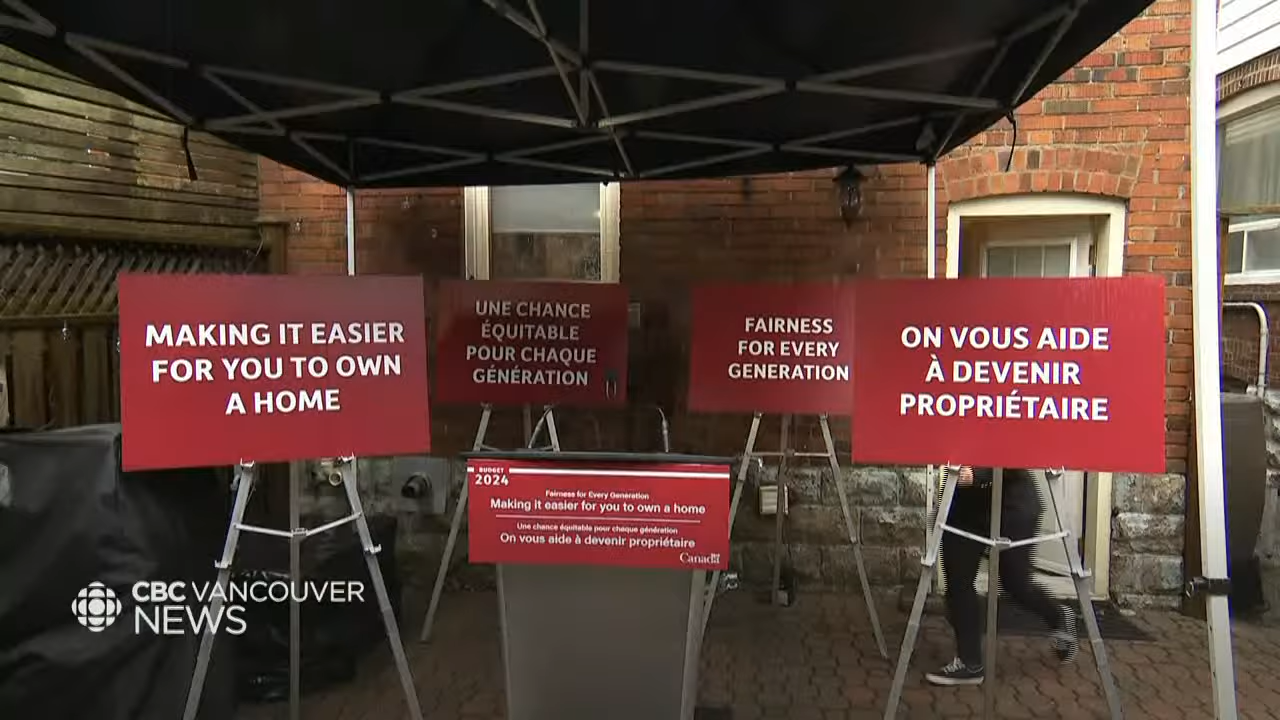 MAKING IT EASIER
FOR YOU TO OWN
A HOME
UNE CHANCE
ÉQUITABLE
POUR CHAQUE
GÉNÉRATION
FAIRNESS
FOR EVERY
GENERATION
ON VOUS AIDE
À DEVENIR
PROPRIÉTAIRE
BUDGET
2024
Fairness for Every Generation
Making it easier for you to own a home
Une chance équitable pour chaque génération
On vous aide à devenir propriétaire
Canada
CBC VANCOUVER
NEWS